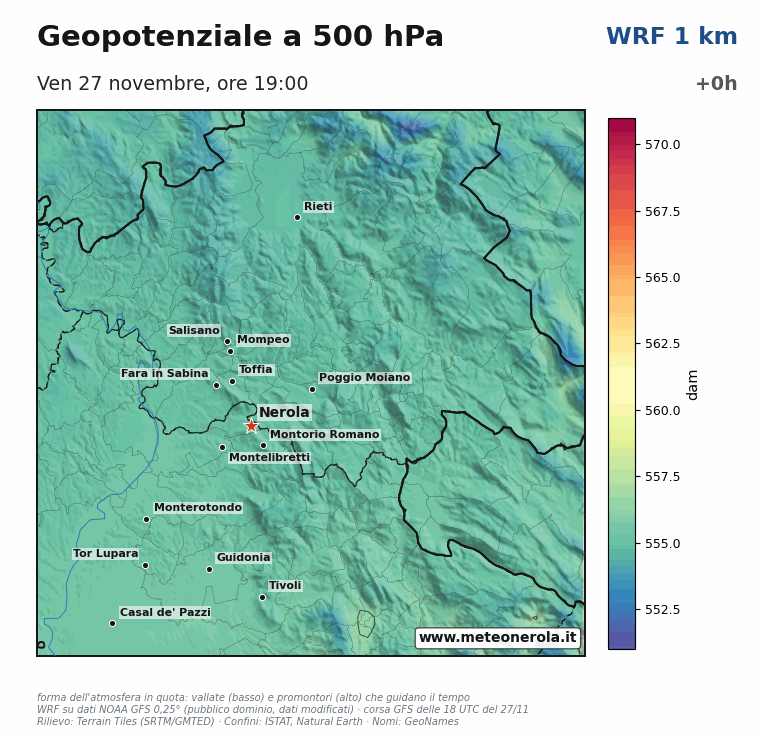 Geopotenziale a 500 hPa
WRF 1 km
Ven 27 novembre, ore 19:00
+0h
Rieti
Salisano
Mompeo
Toffia
Fara in Sabina
Poggio Moiano
Nerola
Montorio Romano
Montelibretti
Monterotondo
Tor Lupara
Guidonia
Tivoli
Casal de' Pazzi
www.meteonerola.it
570.0
567.5
565.0
562.5
560.0
557.5
555.0
552.5
dam
forma dell'atmosfera in quota: vallate (basso) e promontori (alto) che guidano il tempo
WRF su dati NOAA GFS 0,25° (pubblico dominio, dati modificati) · corsa GFS delle 18 UTC del 27/11
Rilievo: Terrain Tiles (SRTM/GMTED) · Confini: ISTAT, Natural Earth · Nomi: GeoNames